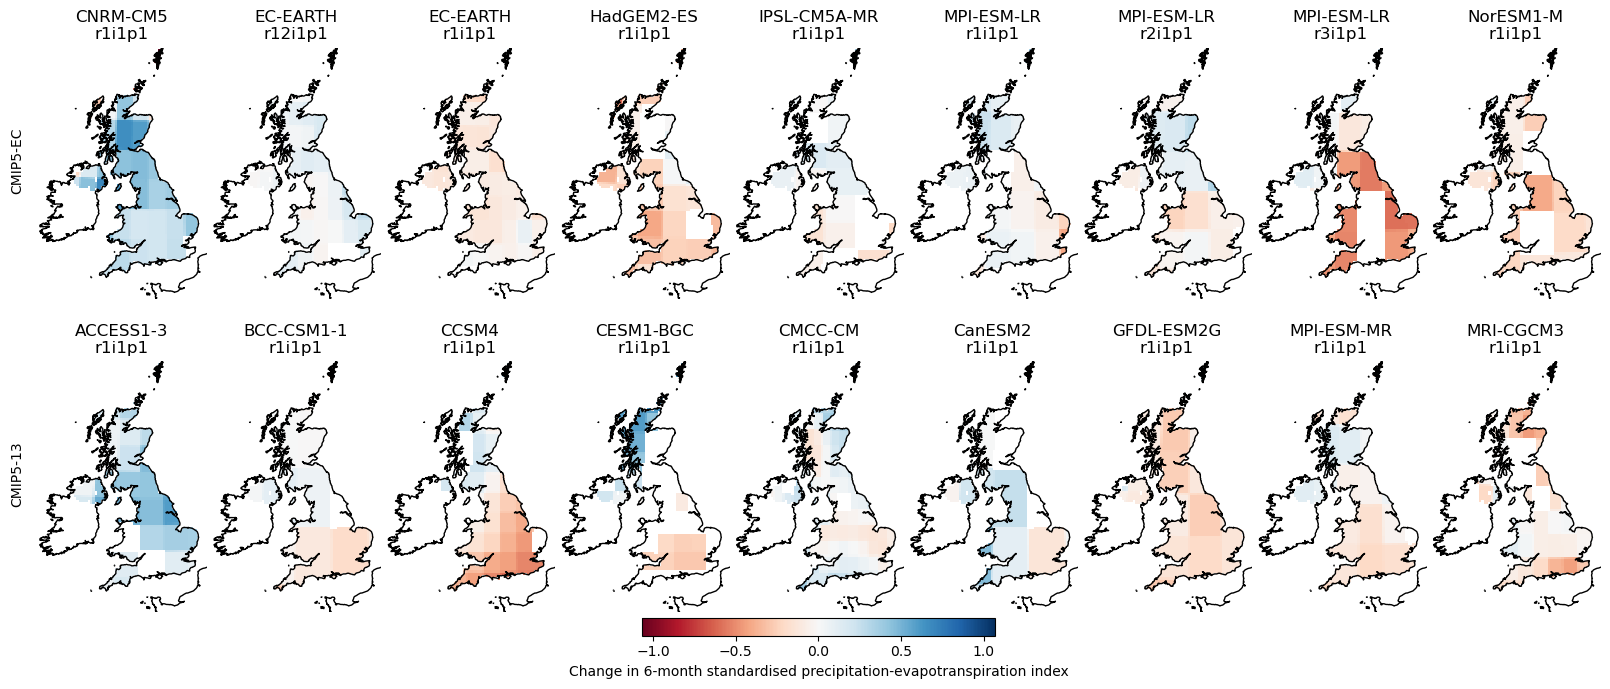 CNRM-CM5
r1i1p1
EC-EARTH
r12i1p1
EC-EARTH
r1i1p1
HadGEM2-ES
r1i1p1
IPSL-CM5A-MR
r1i1p1
MPI-ESM-LR
r1i1p1
MPI-ESM-LR
r2i1p1
MPI-ESM-LR
r3i1p1
NorESM1-M
r1i1p1
CMIP5-EC
ACCESS1-3
r1i1p1
BCC-CSM1-1
r1i1p1
CCSM4
r1i1p1
CESM1-BGC
r1i1p1
CMCC-CM
r1i1p1
CanESM2
r1i1p1
GFDL-ESM2G
r1i1p1
MPI-ESM-MR
r1i1p1
MRI-CGCM3
r1i1p1
CMIP5-13
−1.0 −0.5 0.0 0.5 1.0
Change in 6-month standardised precipitation-evapotranspiration index